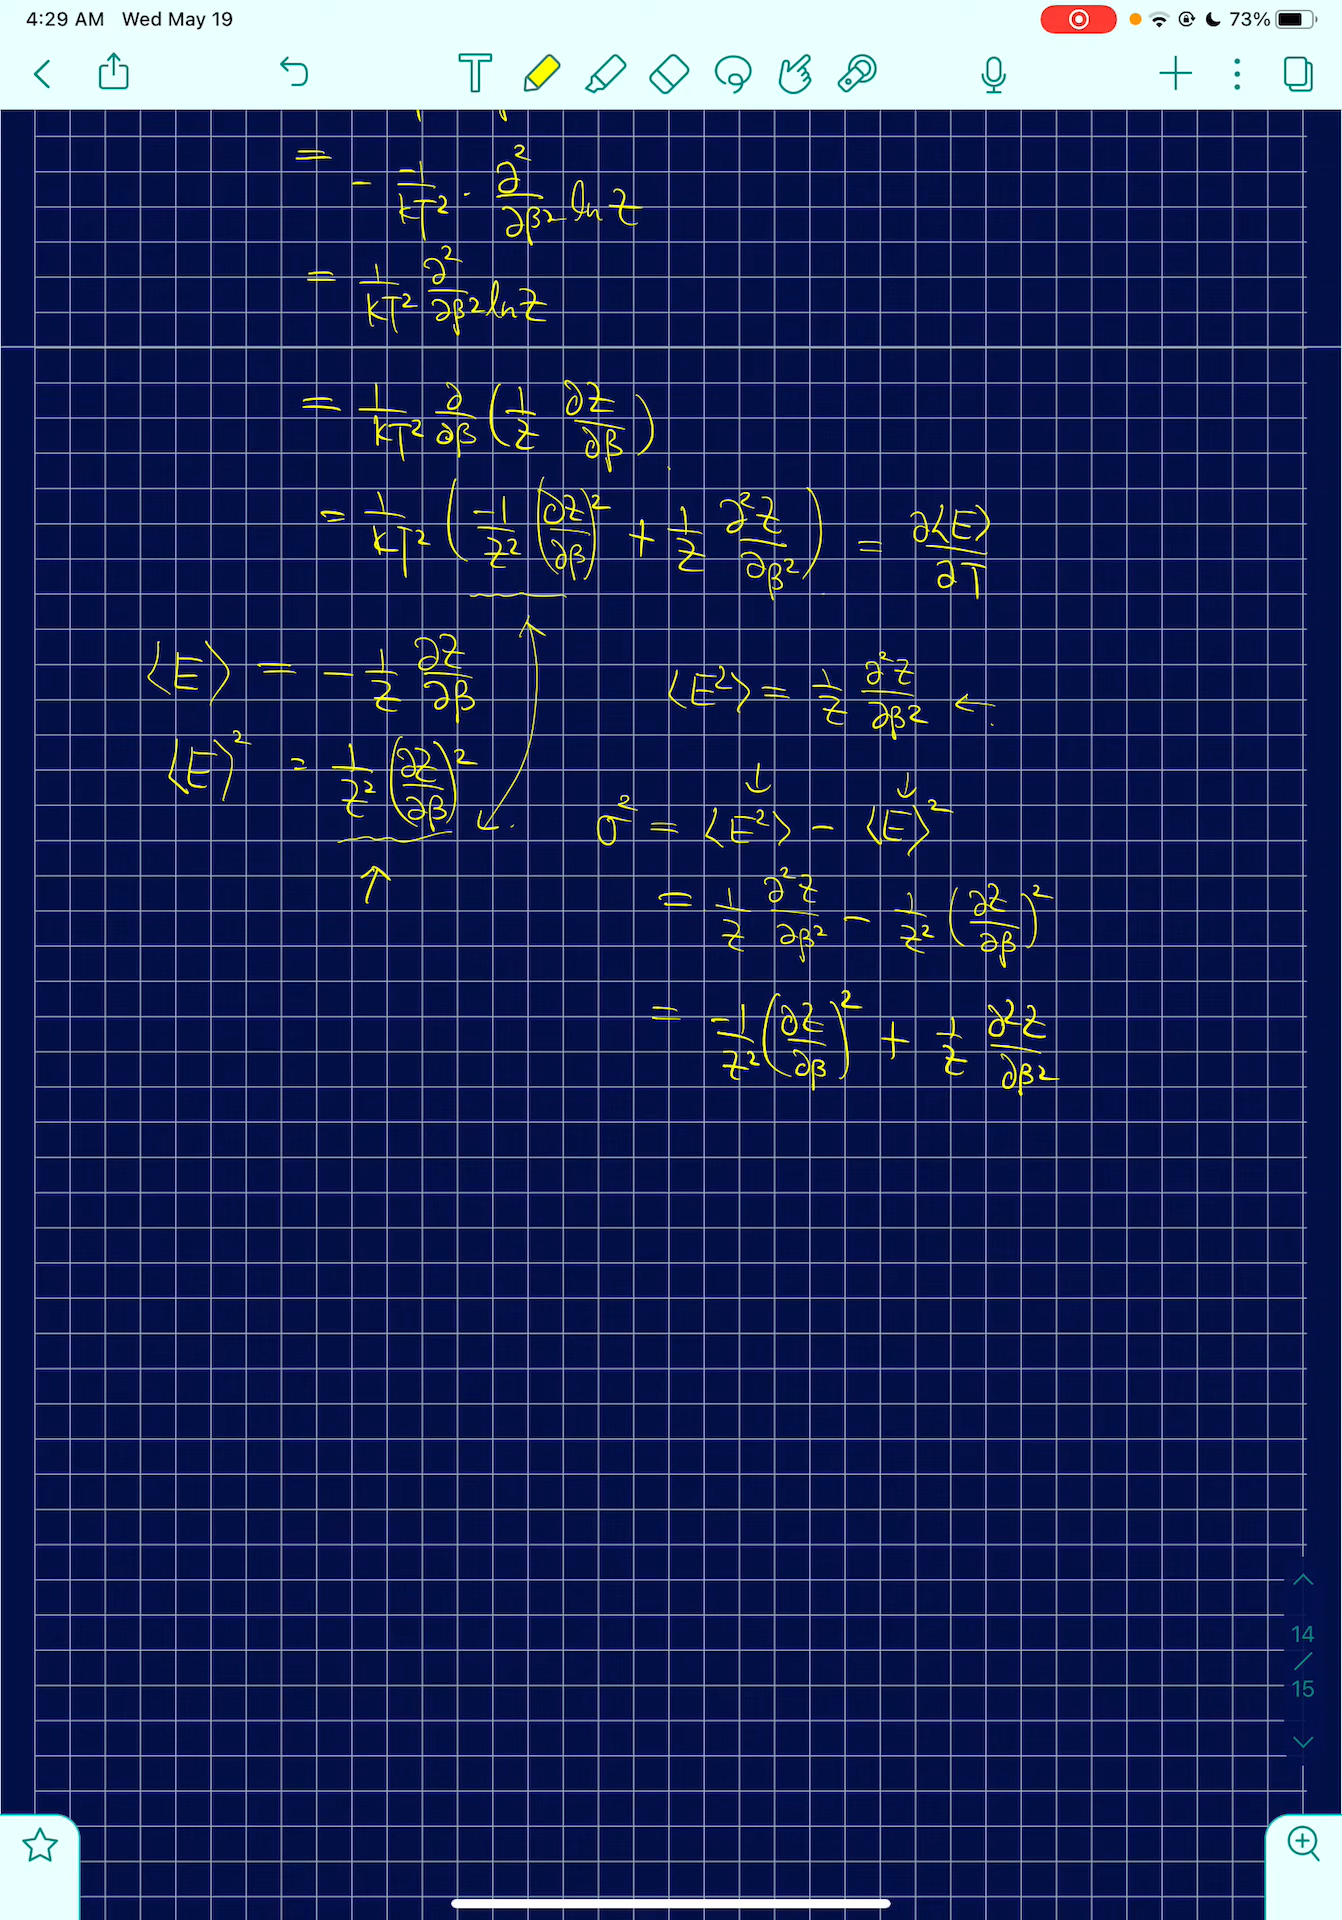 4:29 AM Wed May 19 73%
T
= - -1/kT² · ∂²/∂β² ln Z
= 1/kT² ∂²/∂β² ln Z
= 1/kT² ∂/∂β (1/Z ∂Z/∂β)
= 1/kT² (-1/Z² (∂Z/∂β)² + 1/Z ∂²Z/∂β²) = ∂⟨E⟩/∂T
⟨E⟩ = - 1/Z ∂Z/∂β
⟨E²⟩ = 1/Z ∂²Z/∂β² ←
⟨E⟩² = 1/Z² (∂Z/∂β)²
σ² = ⟨E²⟩ - ⟨E⟩²
= 1/Z ∂²Z/∂β² - 1/Z² (∂Z/∂β)²
= -1/Z² (∂Z/∂β)² + 1/Z ∂²Z/∂β²
14
/
15